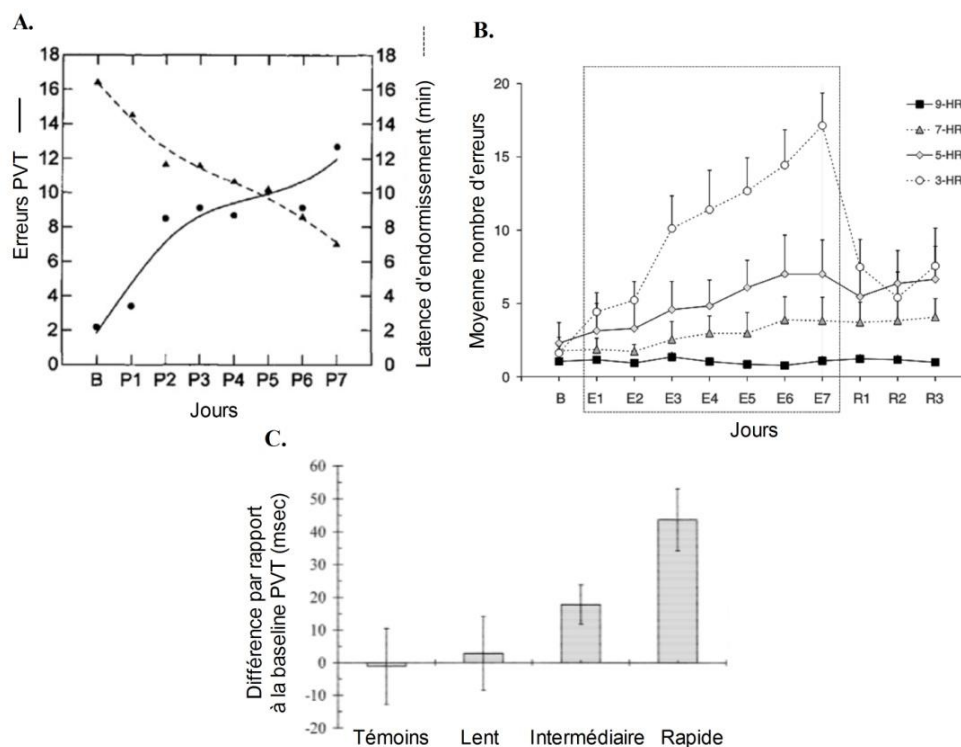 A.
18
16
14
12
10
8
6
4
2
0
Erreurs PVT
18
16
14
12
10
8
6
4
2
0
Latence d'endormissement (min)
B P1 P2 P3 P4 P5 P6 P7
Jours
B.
20
15
10
5
0
Moyenne nombre d'erreurs
9-HR
7-HR
5-HR
3-HR
B E1 E2 E3 E4 E5 E6 E7 R1 R2 R3
Jours
C.
60
50
40
30
20
10
0
-10
-20
Différence par rapport
à la baseline PVT (msec)
Témoins Lent Intermédiaire Rapide